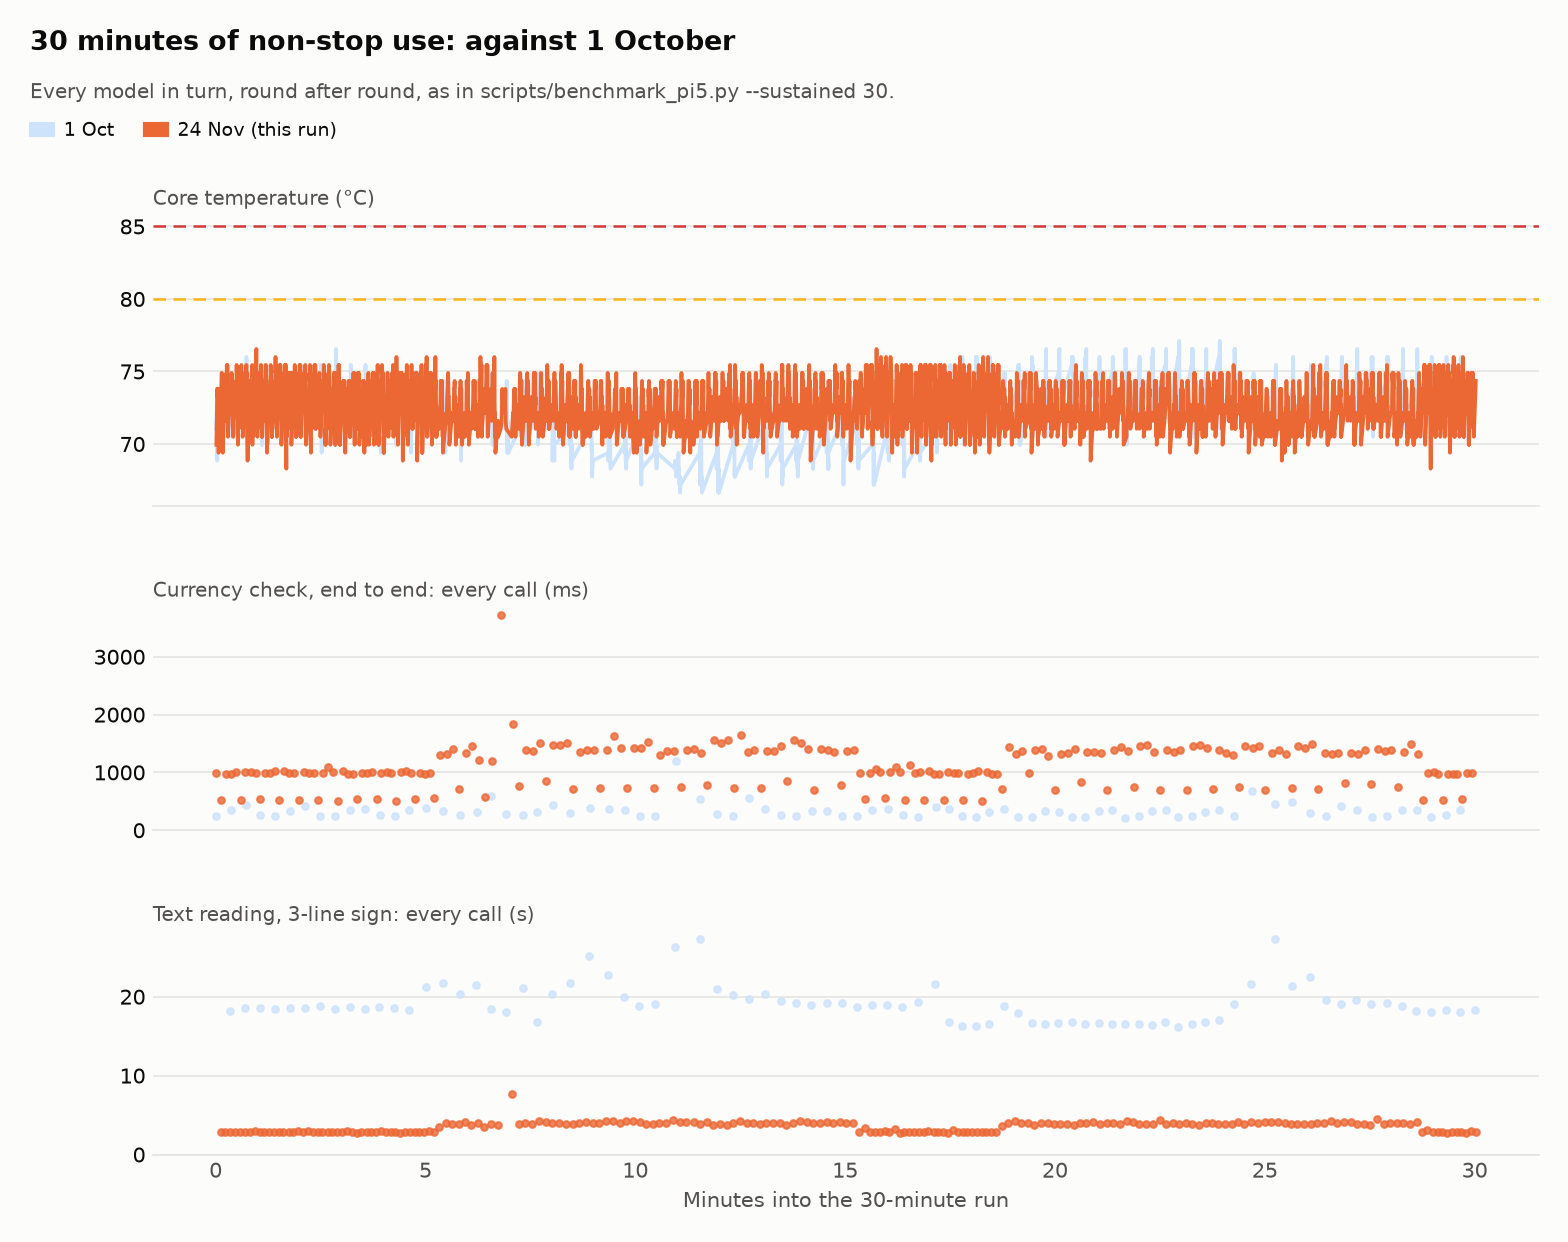 30 minutes of non-stop use: against 1 October
Every model in turn, round after round, as in scripts/benchmark_pi5.py --sustained 30.
1 Oct
24 Nov (this run)
Core temperature (°C)
85
80
75
70
Currency check, end to end: every call (ms)
3000
2000
1000
0
Text reading, 3-line sign: every call (s)
20
10
0
0 5 10 15 20 25 30
Minutes into the 30-minute run